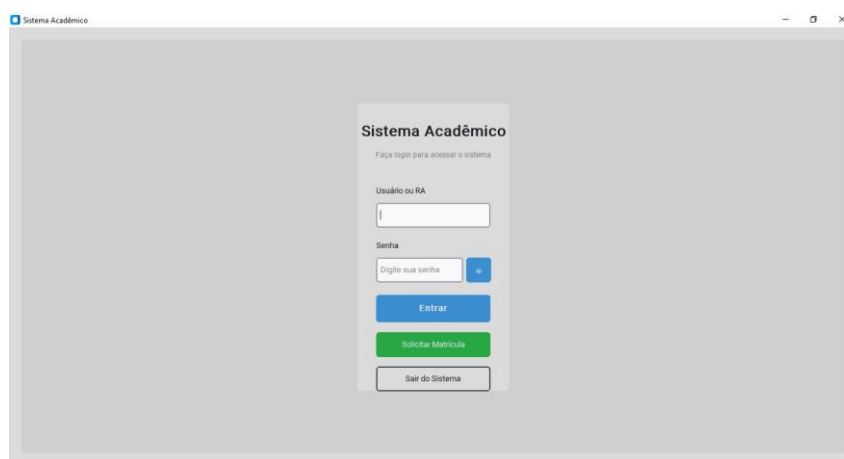 Sistema Acadêmico
Sistema Acadêmico
Faça login para acessar o sistema
Usuário ou RA
Senha
Digite sua senha
Entrar
Solicitar Matrícula
Sair do Sistema